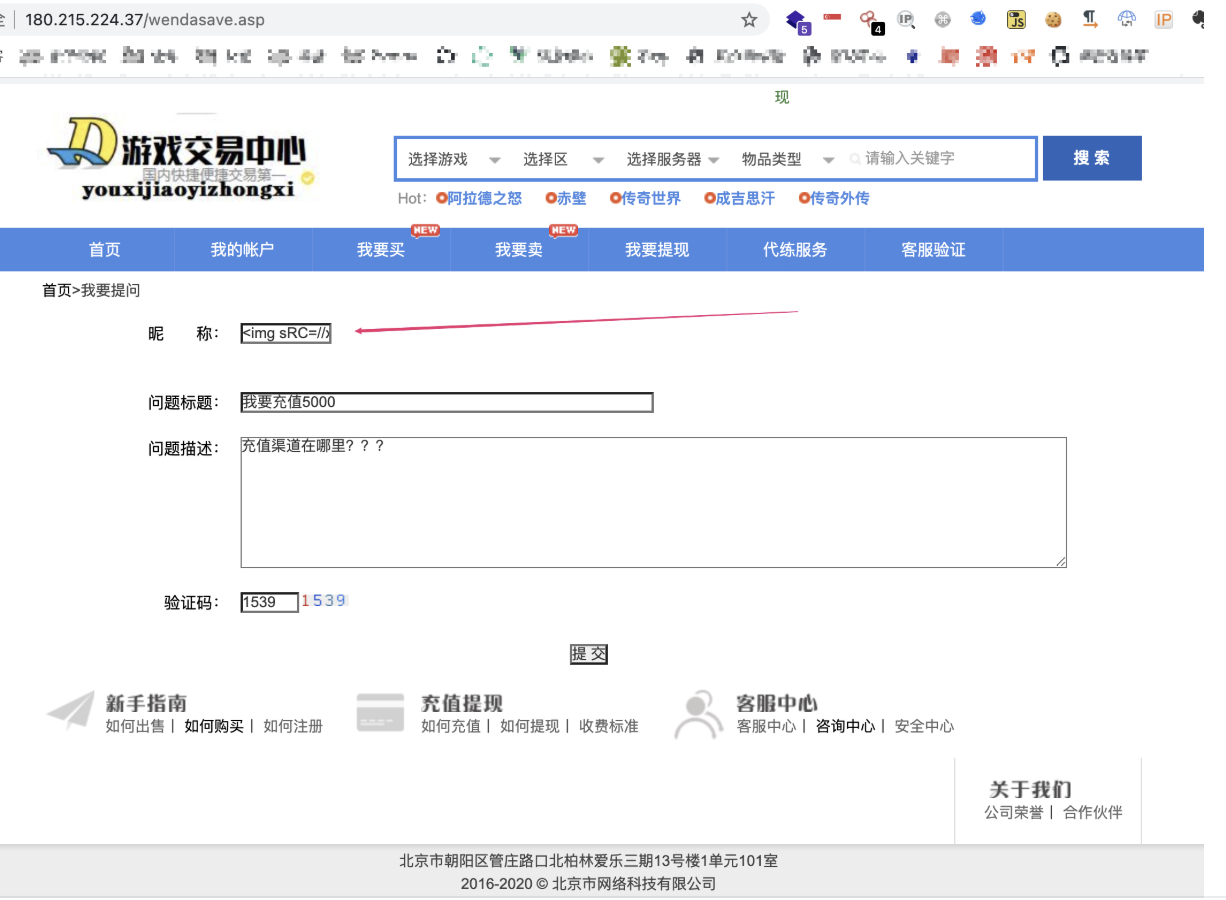 180.215.224.37/wendasave.asp
5
4
IP
JS
IP
现
游戏交易中心
国内快捷便捷交易第一
youxijiaoyizhongxi
选择游戏 选择区 选择服务器 物品类型 请输入关键字 搜 索
Hot: 阿拉德之怒 赤壁 传奇世界 成吉思汗 传奇外传
NEW NEW
首页 我的帐户 我要买 我要卖 我要提现 代练服务 客服验证
首页>我要提问
昵 称： <img sRC=//x
问题标题： 我要充值5000
问题描述： 充值渠道在哪里？？？
验证码： 1539 1539
提 交
新手指南 充值提现 客服中心
如何出售丨 如何购买丨 如何注册 如何充值丨 如何提现丨 收费标准 客服中心丨 咨询中心丨 安全中心
关于我们
公司荣誉丨 合作伙伴
北京市朝阳区管庄路口北柏林爱乐三期13号楼1单元101室
2016-2020 © 北京市网络科技有限公司